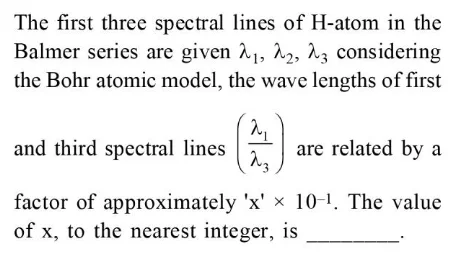 The first three spectral lines of H-atom in the
Balmer series are given λ₁, λ₂, λ₃ considering
the Bohr atomic model, the wave lengths of first
and third spectral lines (λ₁/λ₃) are related by a
factor of approximately 'x' × 10⁻¹. The value
of x, to the nearest integer, is ________.